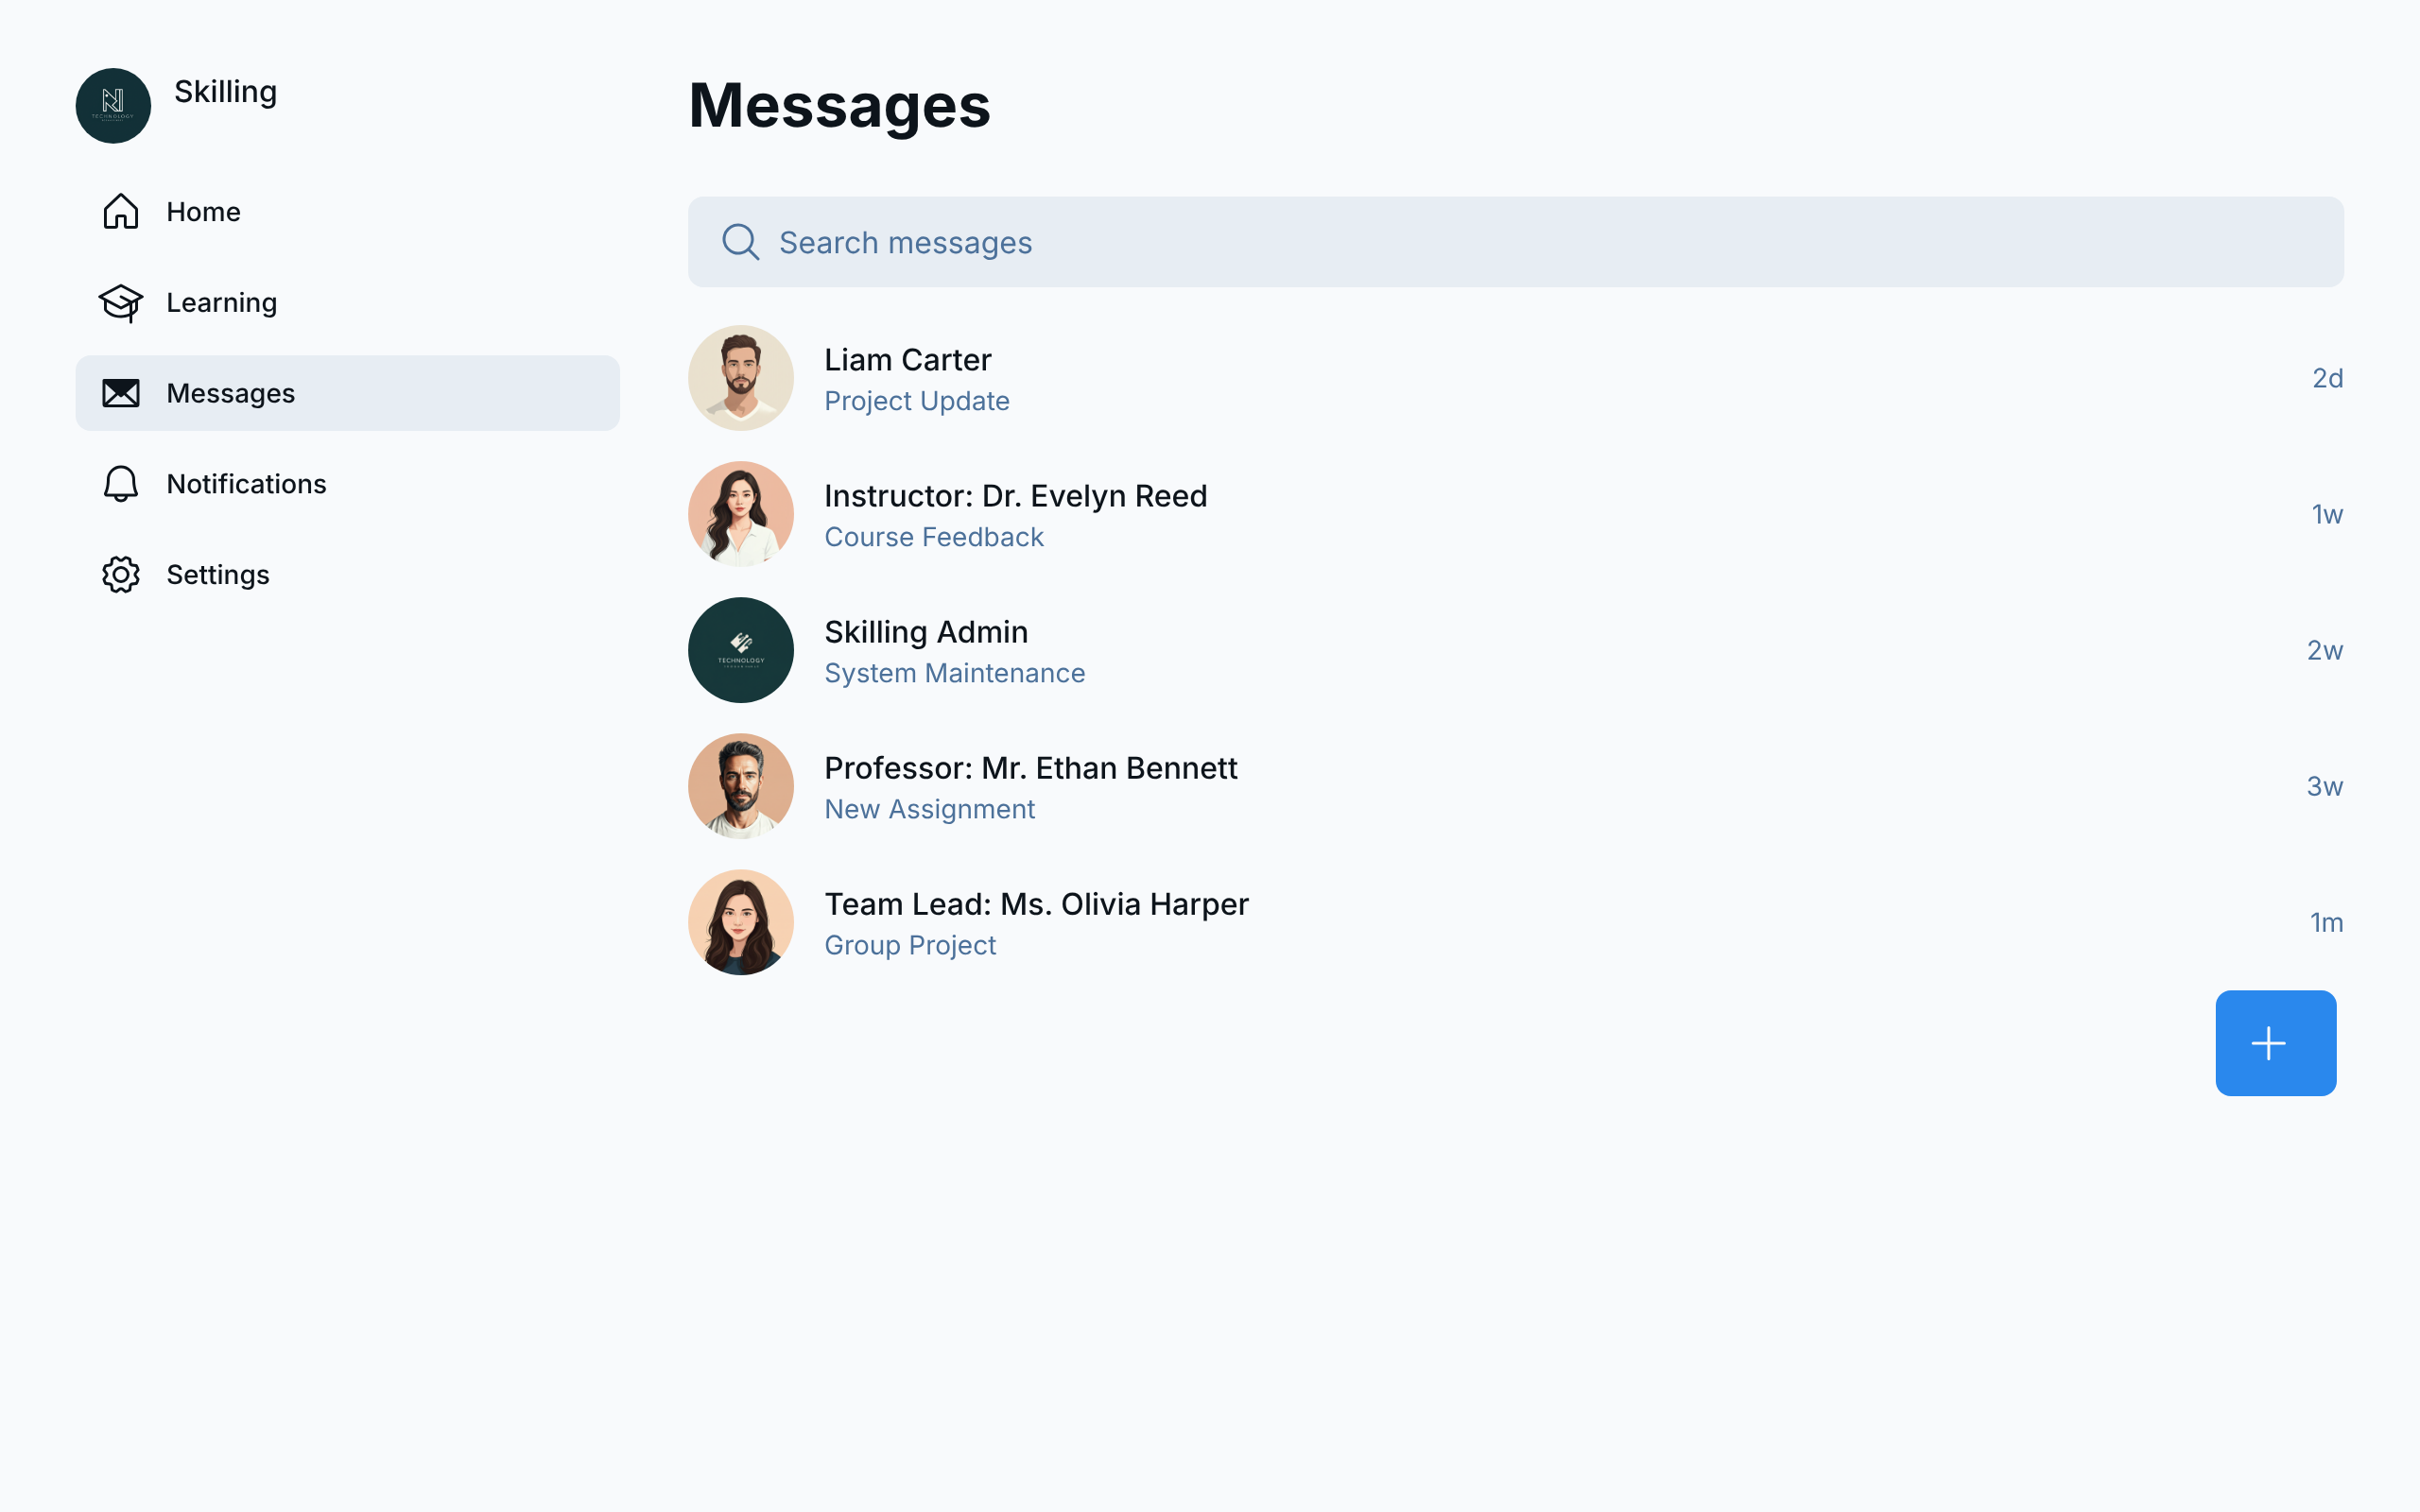 TECHNOLOGY
Skilling
Home
Learning
Messages
Notifications
Settings
Messages
Search messages
Liam Carter
Project Update
2d
Instructor: Dr. Evelyn Reed
Course Feedback
1w
TECHNOLOGY
Skilling Admin
System Maintenance
2w
Professor: Mr. Ethan Bennett
New Assignment
3w
Team Lead: Ms. Olivia Harper
Group Project
1m